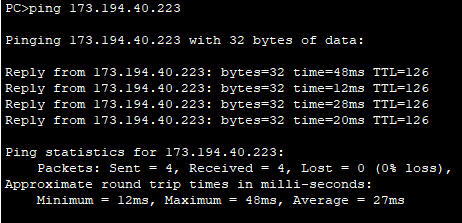 PC>ping 173.194.40.223
Pinging 173.194.40.223 with 32 bytes of data:
Reply from 173.194.40.223: bytes=32 time=48ms TTL=126
Reply from 173.194.40.223: bytes=32 time=12ms TTL=126
Reply from 173.194.40.223: bytes=32 time=28ms TTL=126
Reply from 173.194.40.223: bytes=32 time=20ms TTL=126
Ping statistics for 173.194.40.223:
Packets: Sent = 4, Received = 4, Lost = 0 (0% loss),
Approximate round trip times in milli-seconds:
Minimum = 12ms, Maximum = 48ms, Average = 27ms